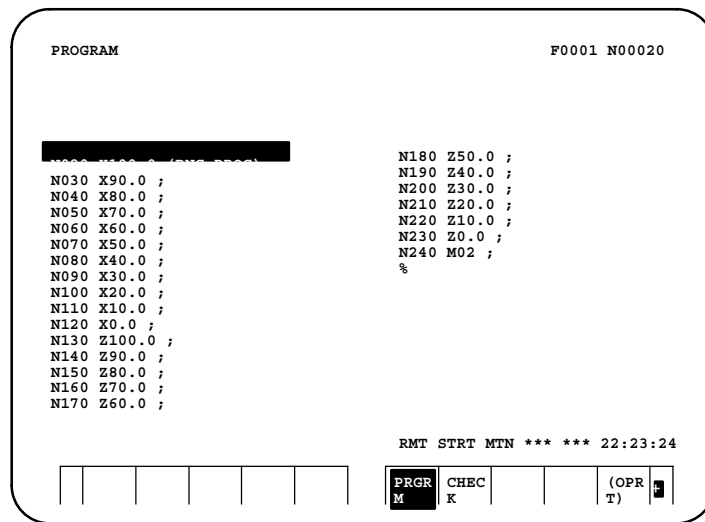 PROGRAM F0001 N00020
N030 X90.0 ;
N040 X80.0 ;
N050 X70.0 ;
N060 X60.0 ;
N070 X50.0 ;
N080 X40.0 ;
N090 X30.0 ;
N100 X20.0 ;
N110 X10.0 ;
N120 X0.0 ;
N130 Z100.0 ;
N140 Z90.0 ;
N150 Z80.0 ;
N160 Z70.0 ;
N170 Z60.0 ;
N180 Z50.0 ;
N190 Z40.0 ;
N200 Z30.0 ;
N210 Z20.0 ;
N220 Z10.0 ;
N230 Z0.0 ;
N240 M02 ;
%
RMT STRT MTN *** *** 22:23:24
PRGR CHEC (OPR +
M K T)